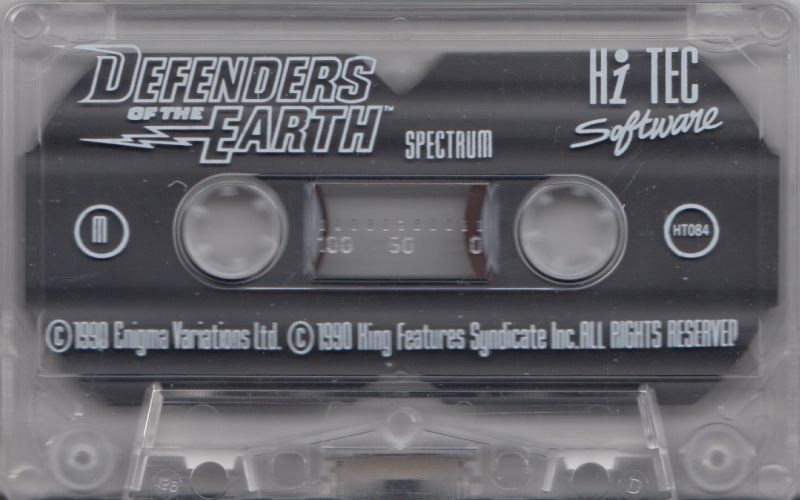 DEFENDERS
OF THE
EARTH™
SPECTRUM
Hi TEC
Software
M
HT084
100 50 0
© 1990 Enigma Variations Ltd. © 1990 King Features Syndicate Inc. ALL RIGHTS RESERVED
D